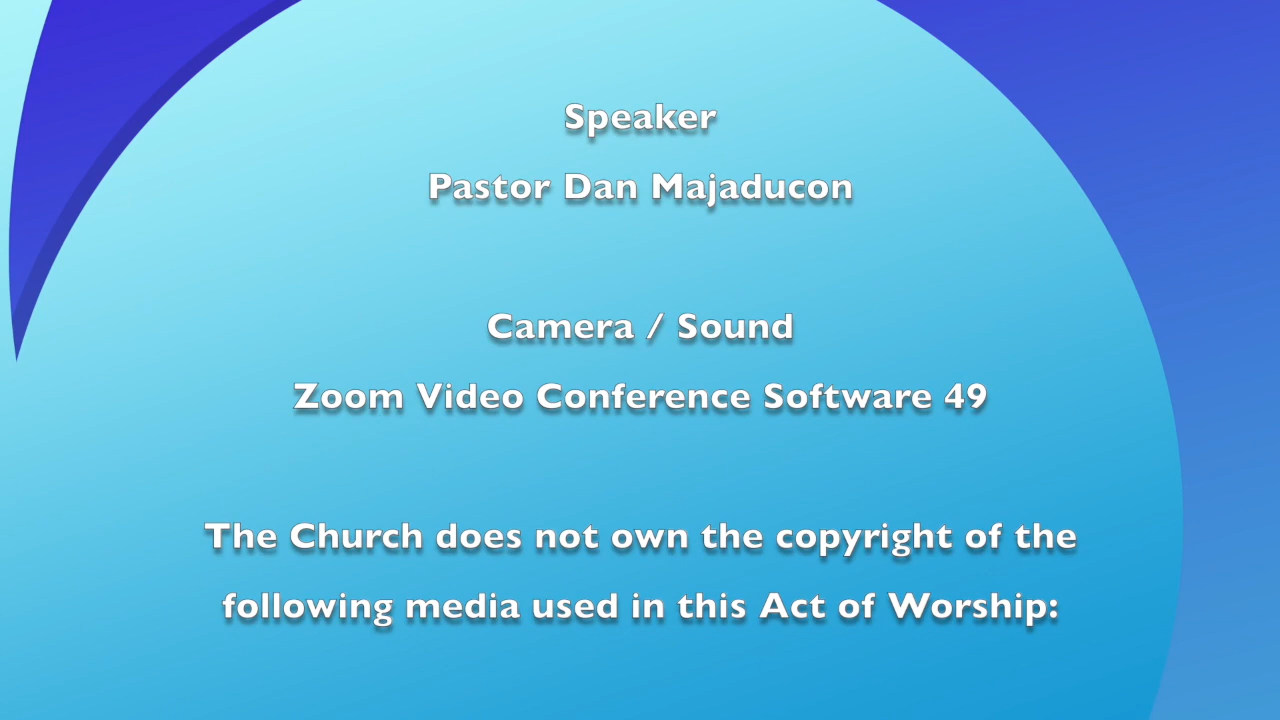 Speaker
Pastor Dan Majaducon
Camera / Sound
Zoom Video Conference Software 49
The Church does not own the copyright of the
following media used in this Act of Worship: